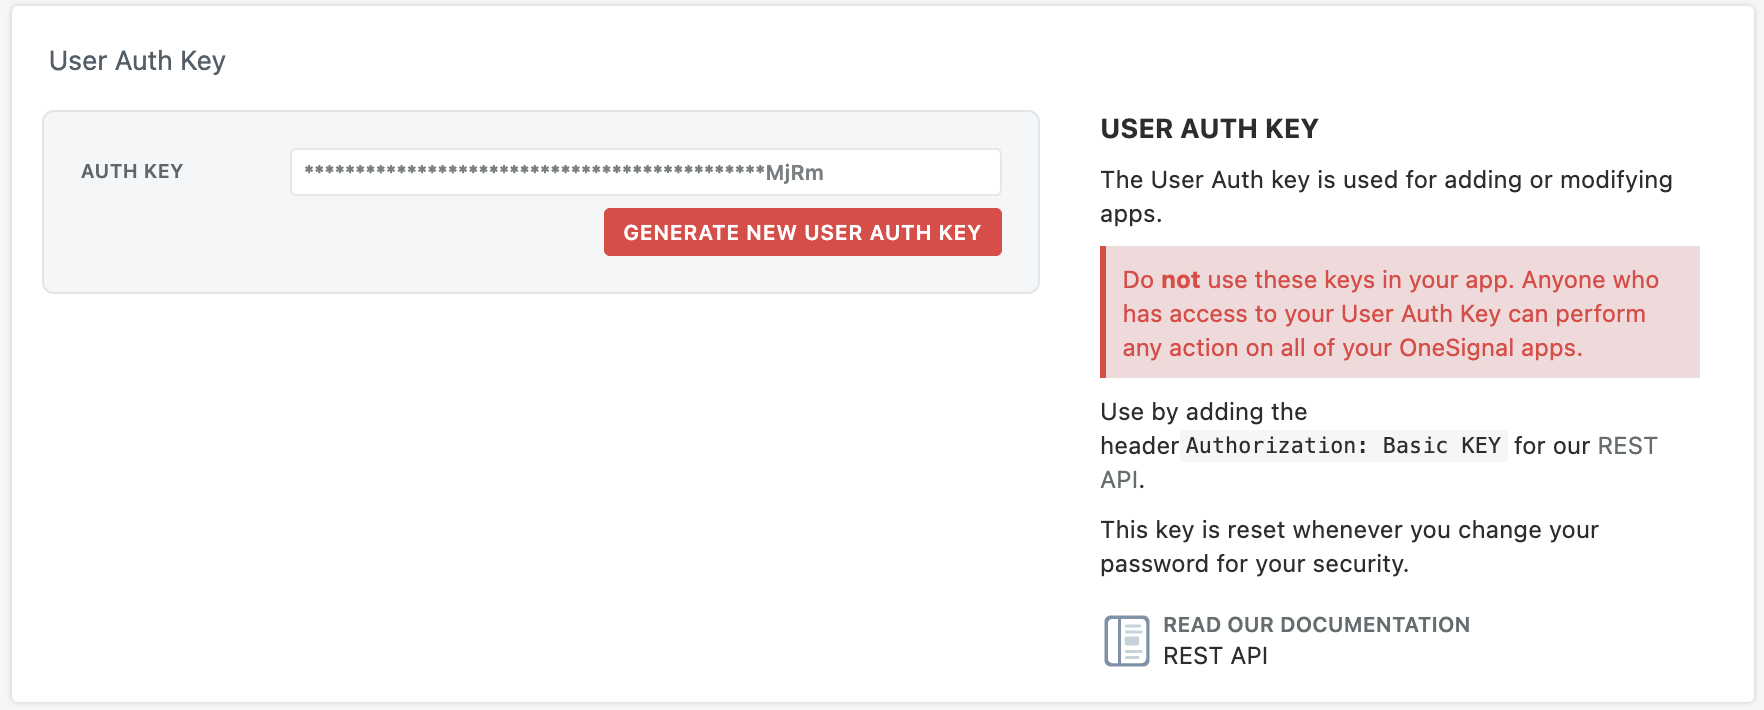 User Auth Key
AUTH KEY
*********************************************MjRm
GENERATE NEW USER AUTH KEY
USER AUTH KEY
The User Auth key is used for adding or modifying
apps.
Do not use these keys in your app. Anyone who
has access to your User Auth Key can perform
any action on all of your OneSignal apps.
Use by adding the
header Authorization: Basic KEY for our REST
API.
This key is reset whenever you change your
password for your security.
READ OUR DOCUMENTATION
REST API